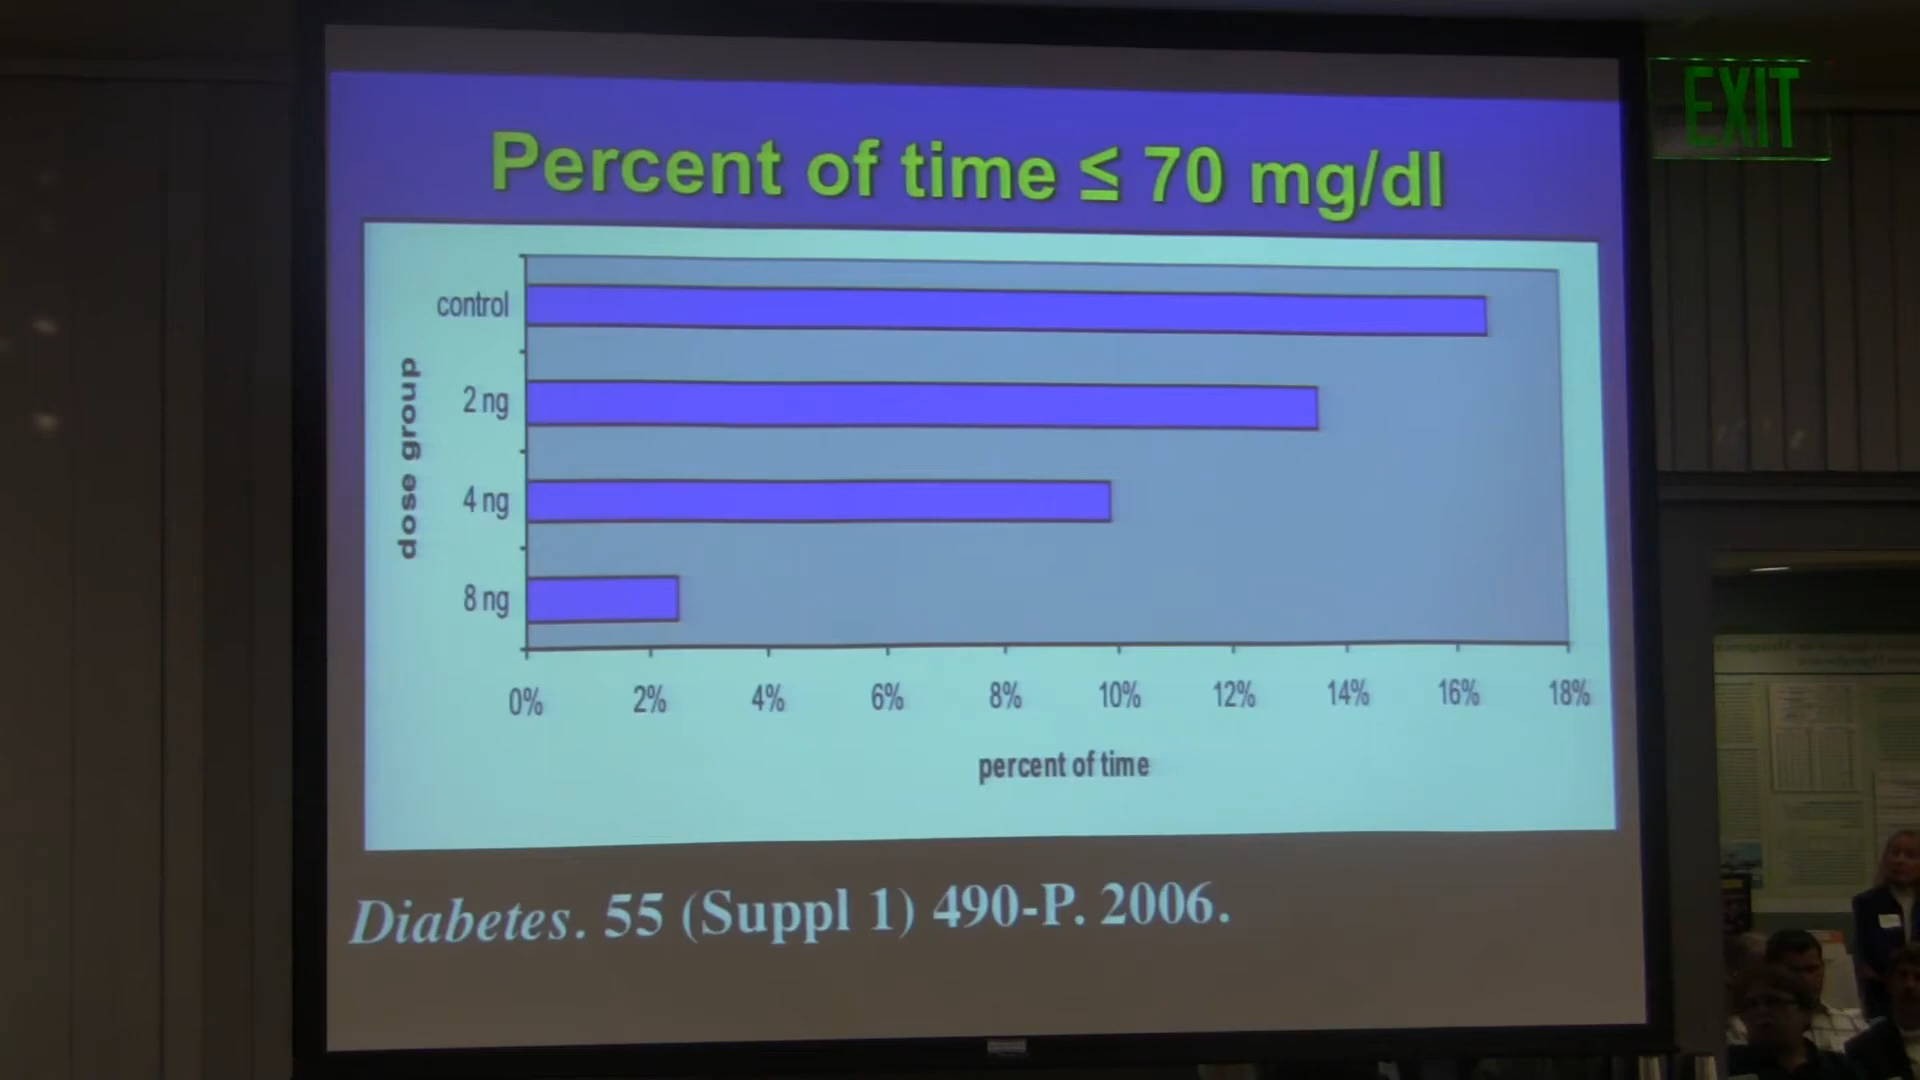 EXIT
Percent of time ≤ 70 mg/dl
control
2 ng
4 ng
8 ng
dose group
0% 2% 4% 6% 8% 10% 12% 14% 16% 18%
percent of time
Diabetes. 55 (Suppl 1) 490-P. 2006.